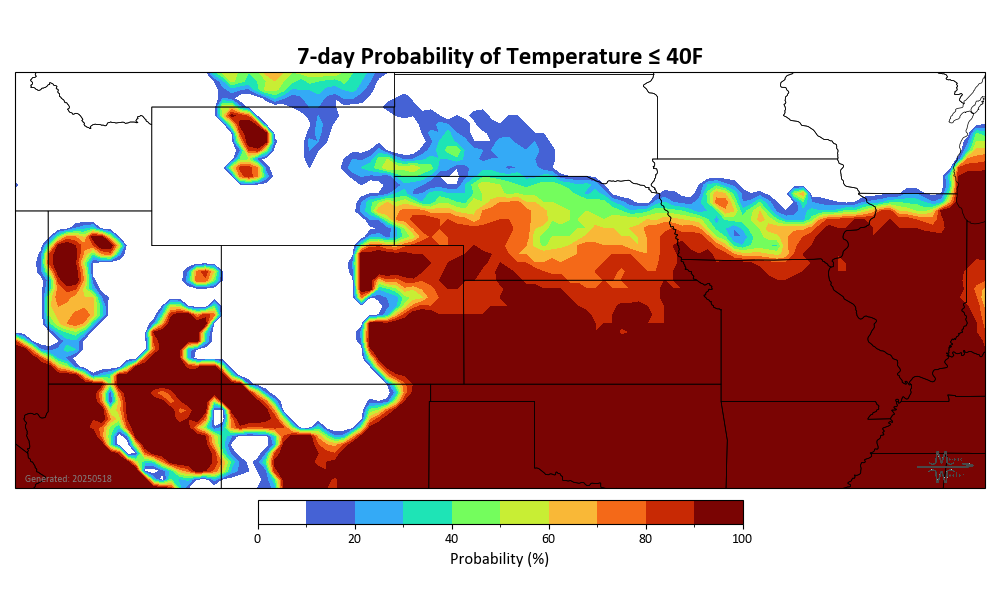 7-day Probability of Temperature ≤ 40F
Generated: 20250518
0 20 40 60 80 100
Probability (%)